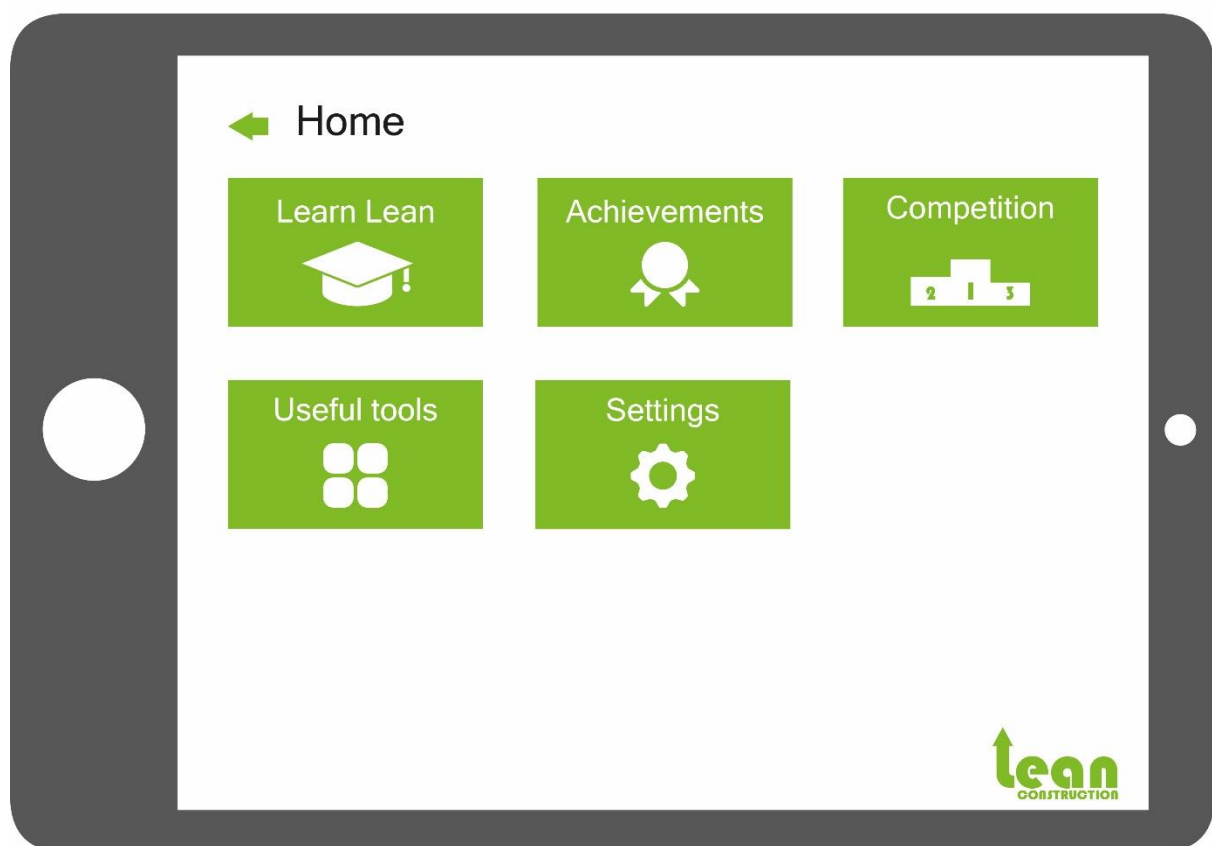 Home
Learn Lean
Achievements
Competition
2 1 3
Useful tools
Settings
Lean
CONSTRUCTION